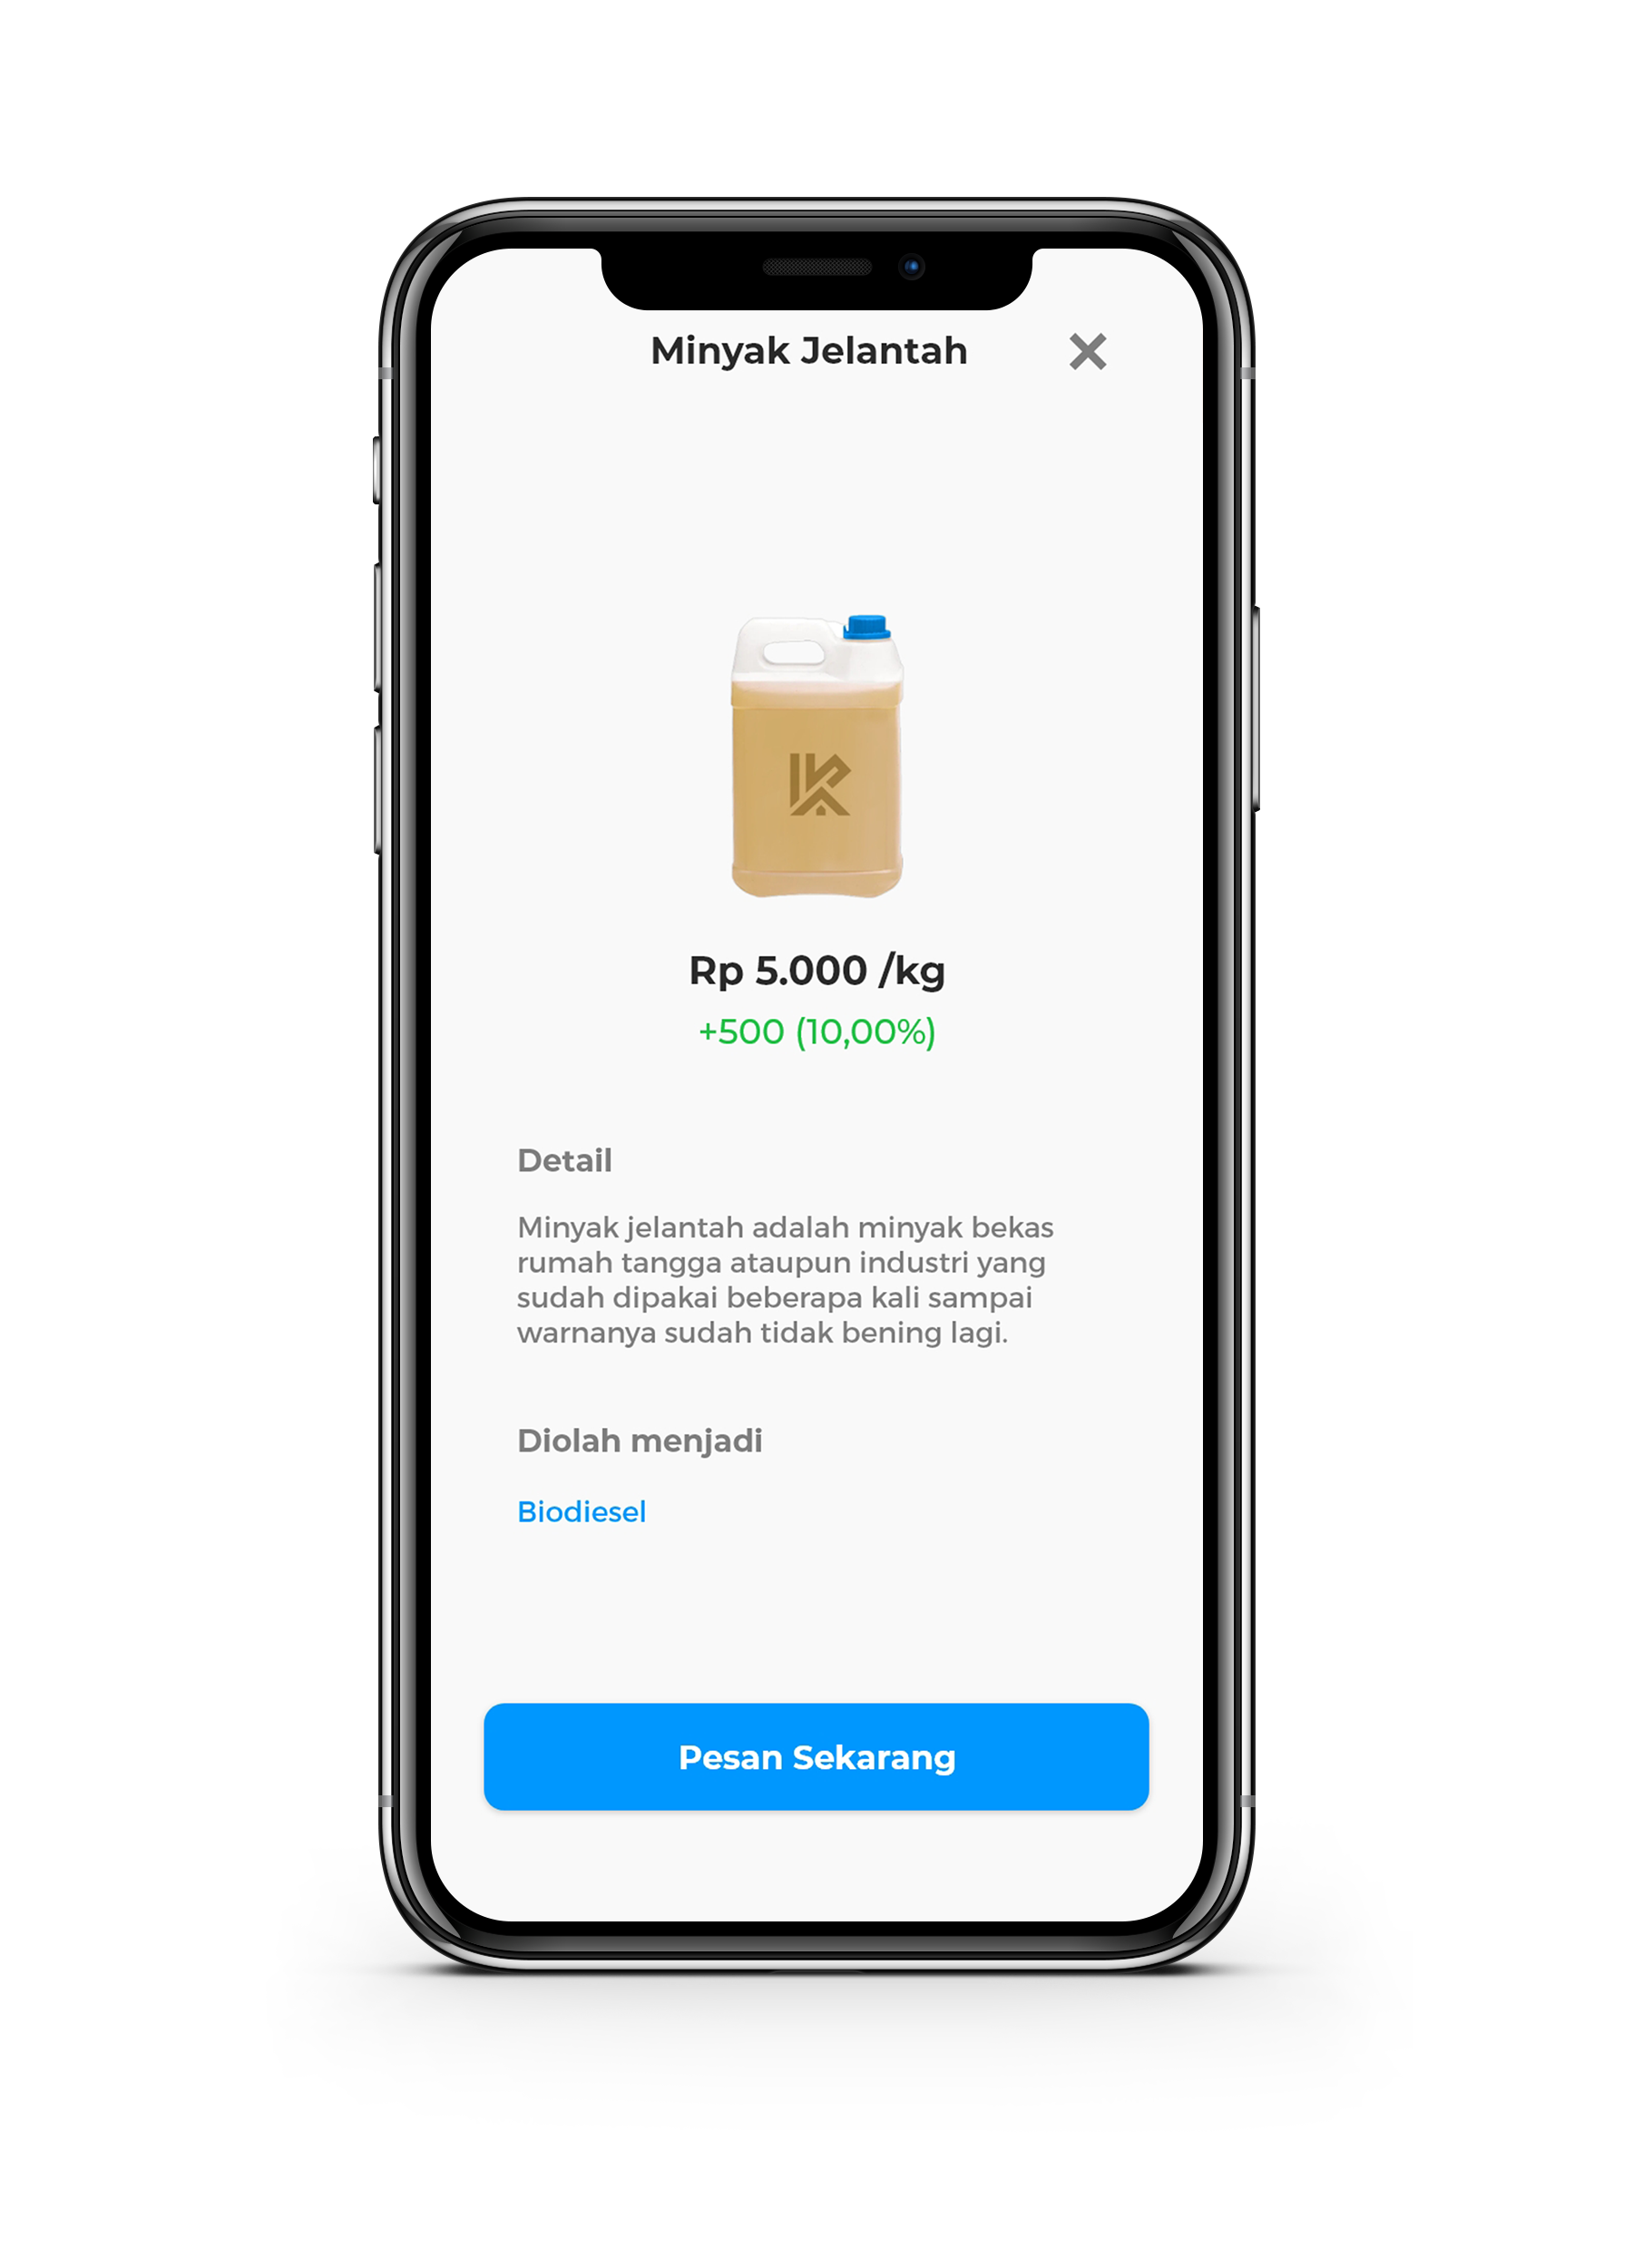 Minyak Jelantah
Rp 5.000 /kg
+500 (10,00%)
Detail
Minyak jelantah adalah minyak bekas
rumah tangga ataupun industri yang
sudah dipakai beberapa kali sampai
warnanya sudah tidak bening lagi.
Diolah menjadi
Biodiesel
Pesan Sekarang